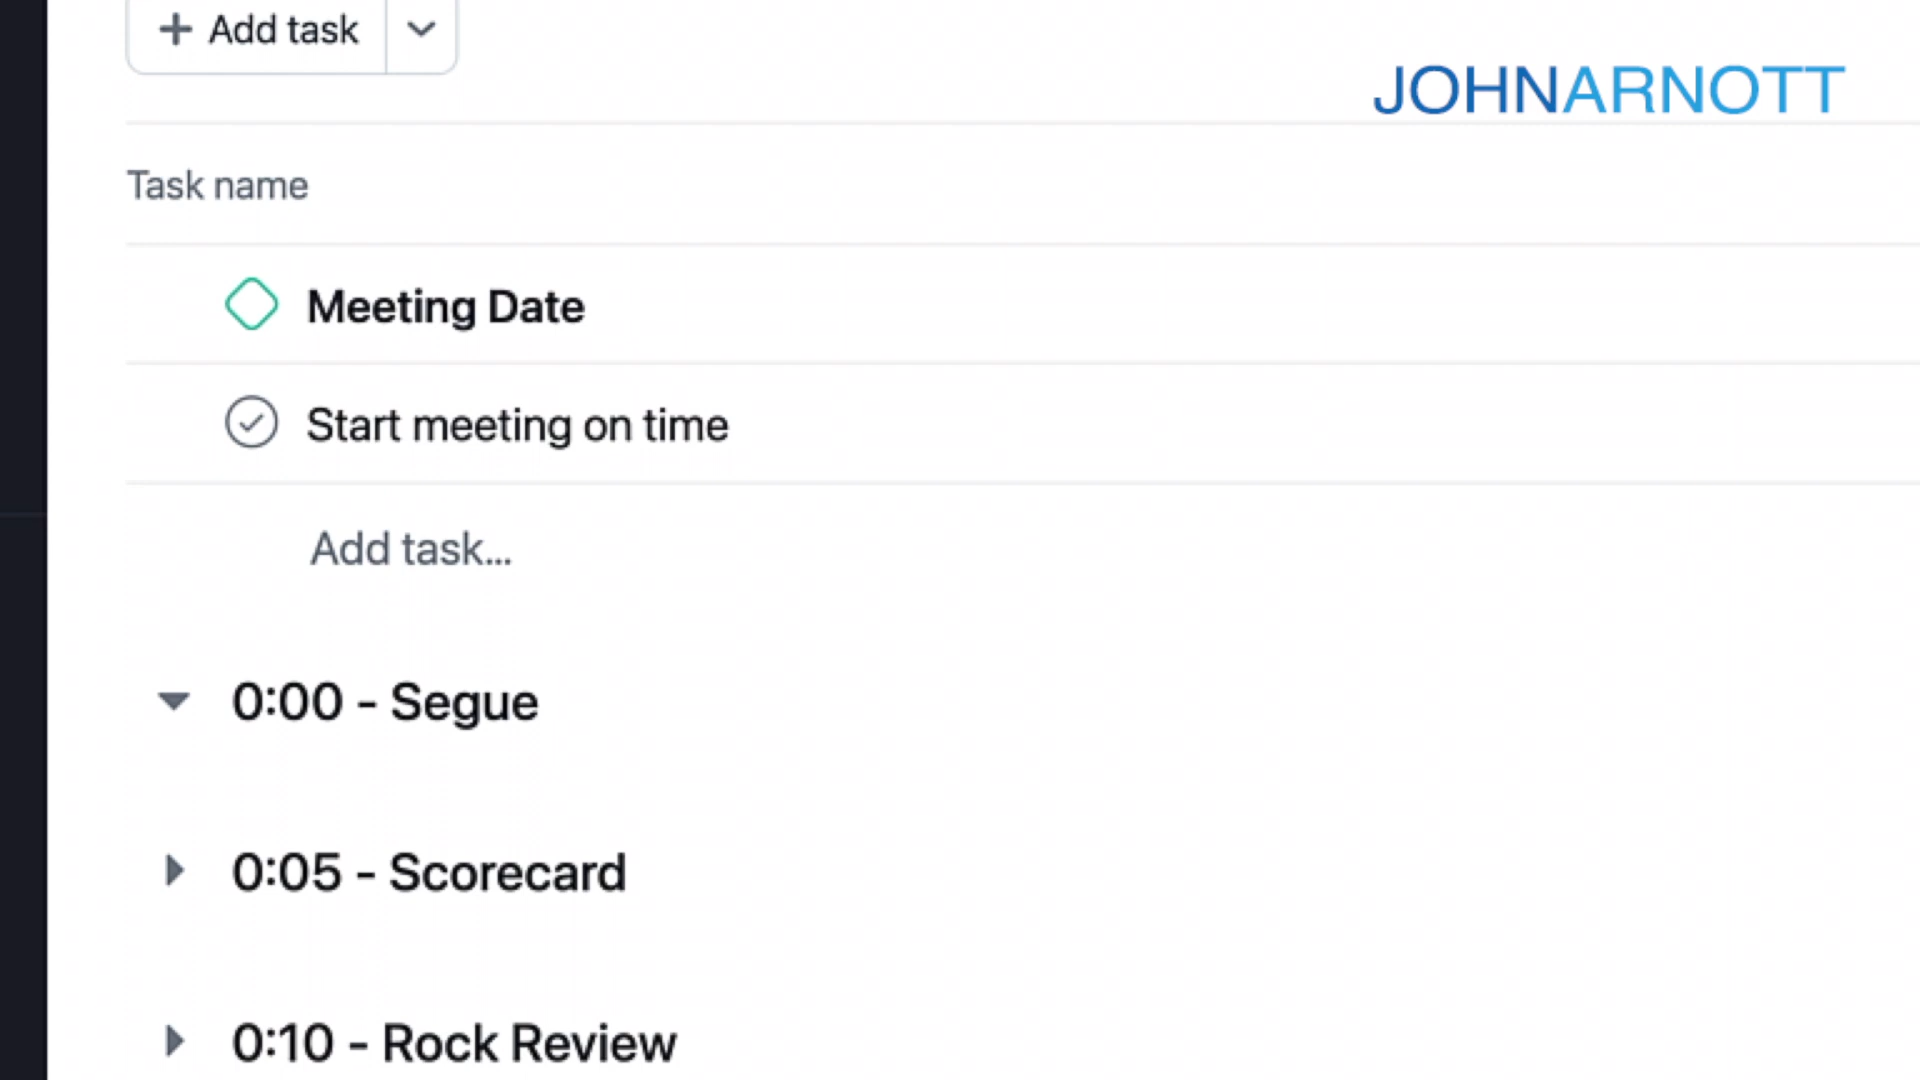 + Add task
JOHNARNOTT
Task name
Meeting Date
Start meeting on time
Add task...
0:00 - Segue
0:05 - Scorecard
0:10 - Rock Review